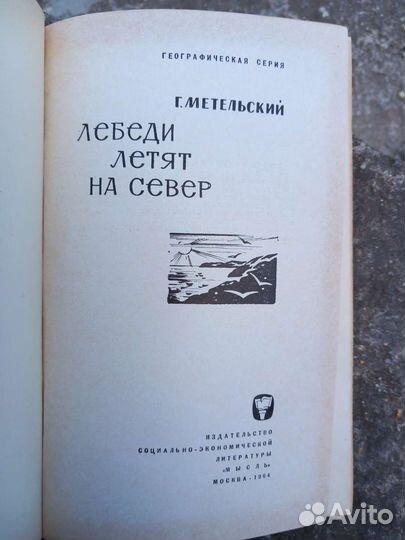 ГЕОГРАФИЧЕСКАЯ СЕРИЯ
Г. МЕТЕЛЬСКИЙ
ЛЕБЕДИ
ЛЕТЯТ
НА СЕВЕР
ИЗДАТЕЛЬСТВО
СОЦИАЛЬНО-ЭКОНОМИЧЕСКОЙ
ЛИТЕРАТУРЫ
«МЫСЛЬ»
МОСКВА · 1964
Avito